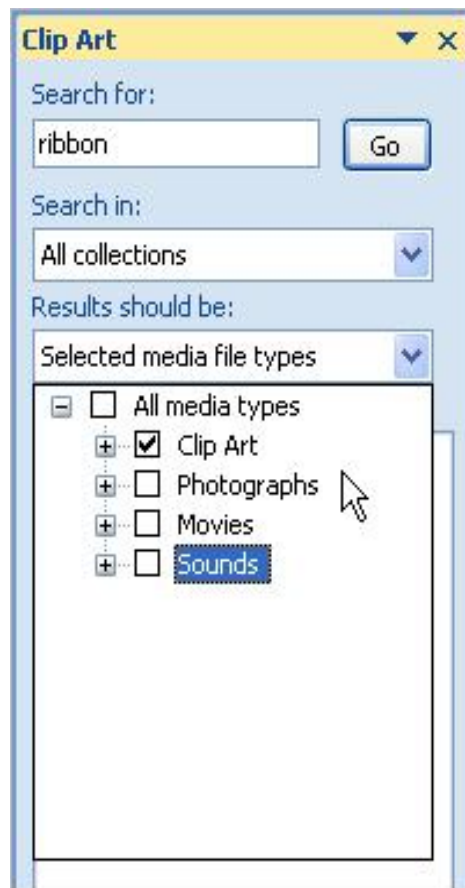 Clip Art
Search for:
ribbon
Go
Search in:
All collections
Results should be:
Selected media file types
All media types
Clip Art
Photographs
Movies
Sounds